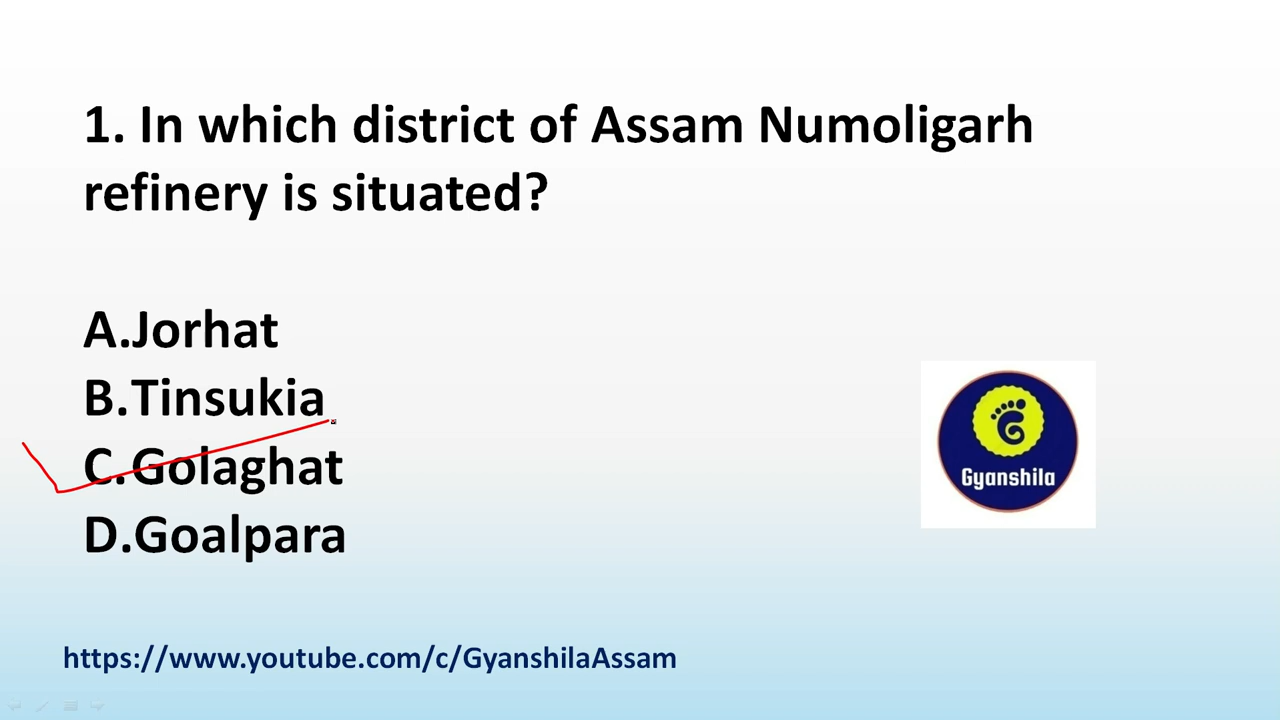 1. In which district of Assam Numoligarh
refinery is situated?
A.Jorhat
B.Tinsukia
C.Golaghat
D.Goalpara
Gyanshila
https://www.youtube.com/c/GyanshilaAssam